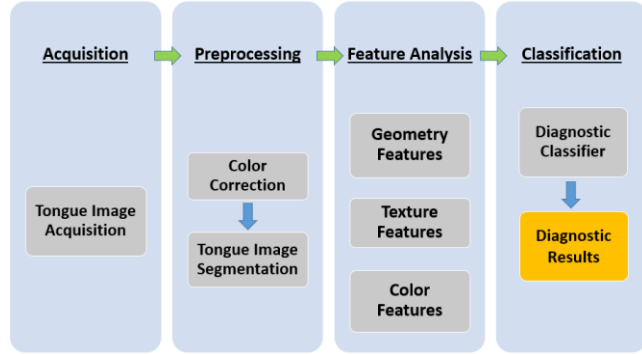 Acquisition
Preprocessing
Feature Analysis
Classification
Tongue Image
Acquisition
Color
Correction
Tongue Image
Segmentation
Geometry
Features
Texture
Features
Color
Features
Diagnostic
Classifier
Diagnostic
Results